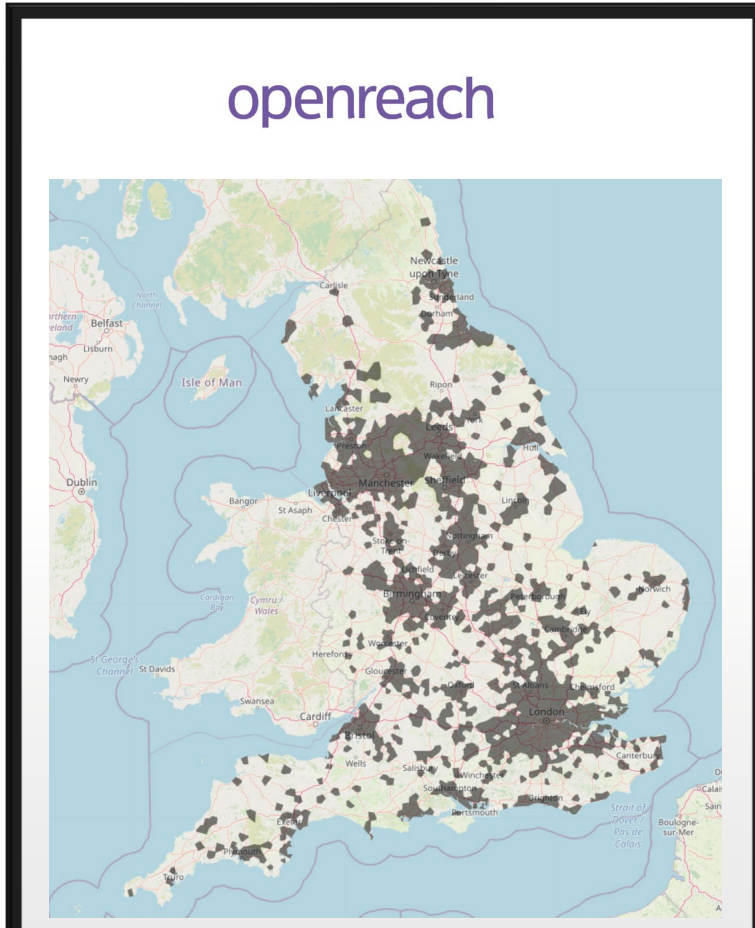 openreach
Newcastle
upon Tyne
Carlisle
Sunderland
North
Channel
Durham
Belfast
Lisburn
Newry
Isle of Man
Ripon
Lancaster
York
Leeds
Preston
Hull
Wakefield
Dublin
Manchester
Sheffield
Liverpool
Bangor
Lincoln
St Asaph
Chester
Stoke-on-
Trent
Nottingham
Derby
Lichfield
Leicester
Norwich
Cardigan
Bay
Cymru /
Wales
Birmingham
Peterborough
Coventry
Ely
Cambridge
Worcester
Hereford
St George's
Channel
St Davids
Gloucester
Oxford
St Albans
Chelmsford
Swansea
London
Cardiff
Bristol
Canterbury
Wells
Salisbury
Winchester
Southampton
Brighton
Portsmouth
Strait of
Dover /
Pas de
Calais
Calais
Boulogne-
sur-Mer
Exeter
Plymouth
Truro